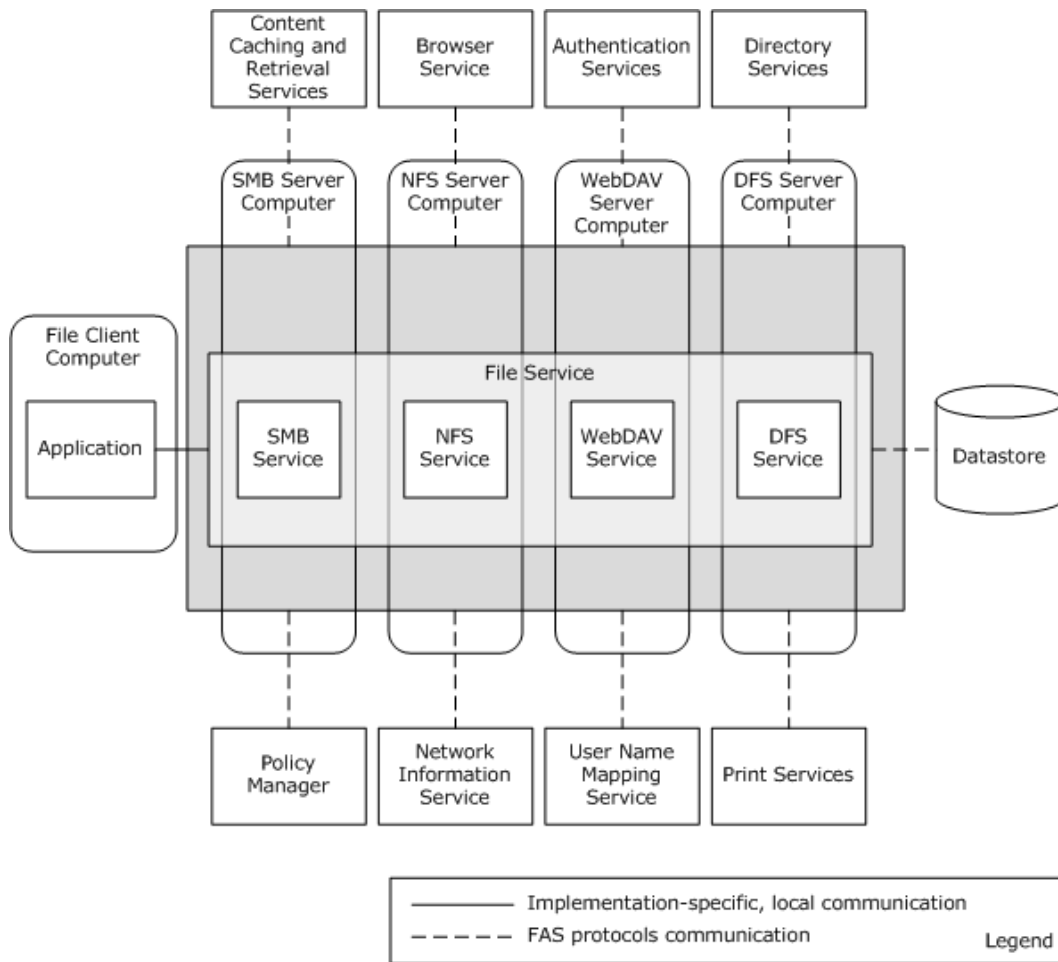 Content
Caching and
Retrieval
Services
Browser
Service
Authentication
Services
Directory
Services
SMB Server
Computer
NFS Server
Computer
WebDAV
Server
Computer
DFS Server
Computer
File Client
Computer
Application
File Service
SMB
Service
NFS
Service
WebDAV
Service
DFS
Service
Datastore
Policy
Manager
Network
Information
Service
User Name
Mapping
Service
Print Services
Implementation-specific, local communication
FAS protocols communication
Legend